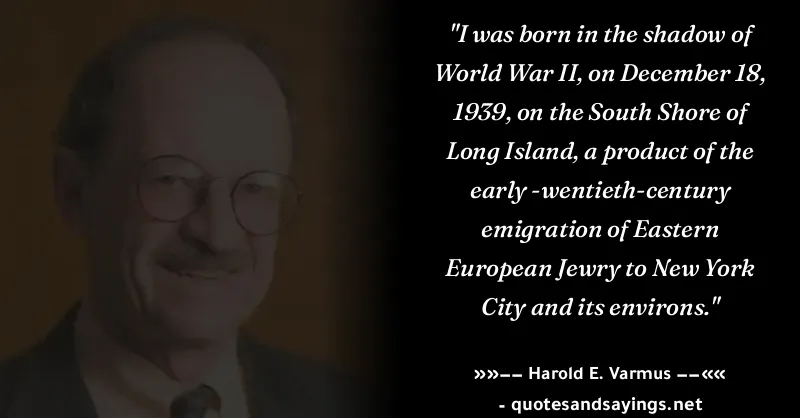 "I was born in the shadow of
World War II, on December 18,
1939, on the South Shore of
Long Island, a product of the
early -wentieth-century
emigration of Eastern
European Jewry to New York
City and its environs."
»»−− Harold E. Varmus −−««
- quotesandsayings.net